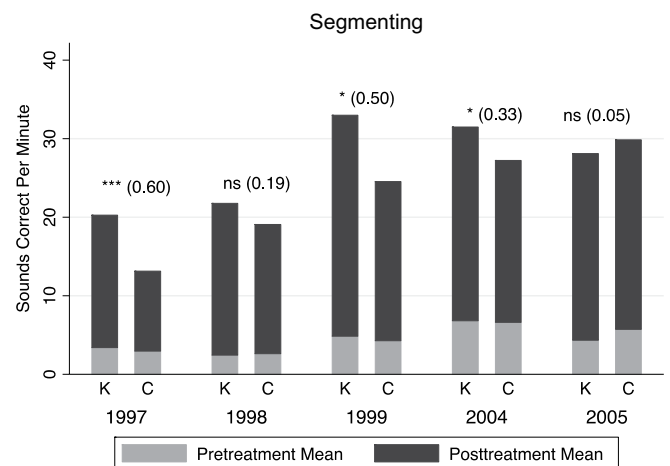 Segmenting
Sounds Correct Per Minute
40
30
20
10
0
*** (0.60)
ns (0.19)
* (0.50)
* (0.33)
ns (0.05)
K C K C K C K C K C
1997 1998 1999 2004 2005
Pretreatment Mean Posttreatment Mean